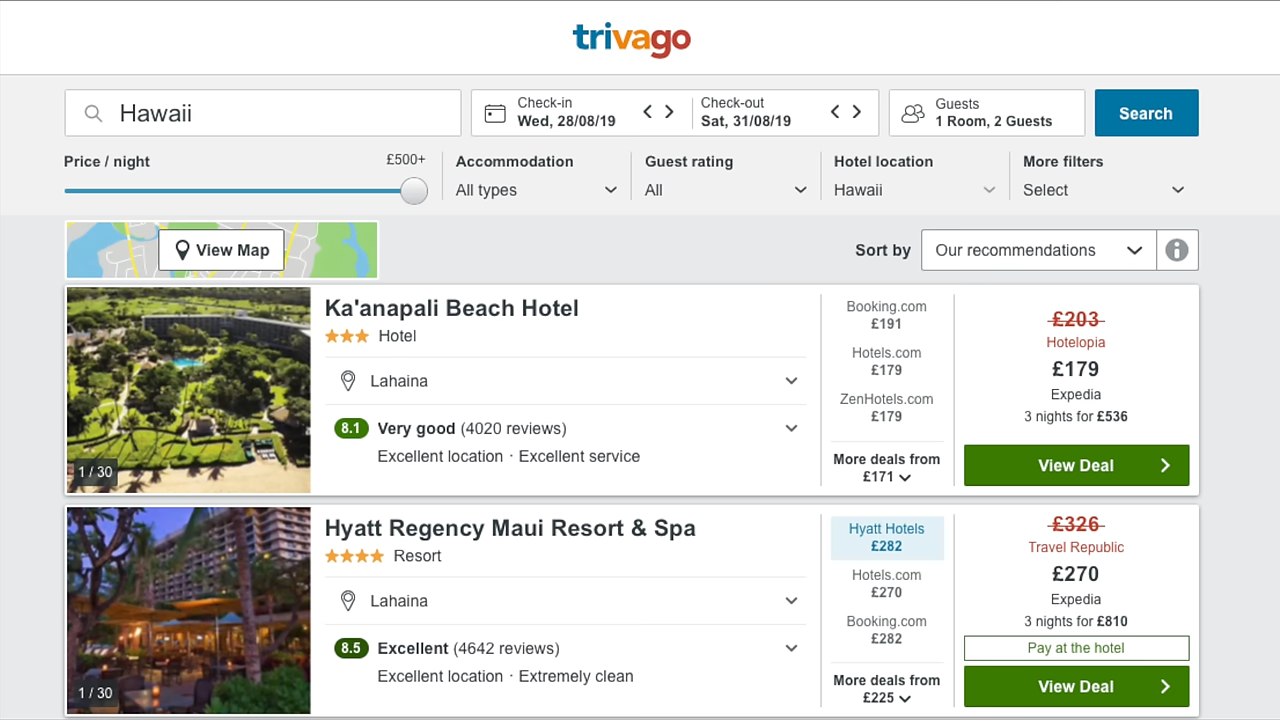 trivago
Hawaii
Check-in
Wed, 28/08/19
Check-out
Sat, 31/08/19
Guests
1 Room, 2 Guests
Search
Price / night
£500+
Accommodation
All types
Guest rating
All
Hotel location
Hawaii
More filters
Select
View Map
Sort by
Our recommendations
Ka'anapali Beach Hotel
Hotel
Lahaina
8.1 Very good (4020 reviews)
Excellent location · Excellent service
1 / 30
Booking.com
£191
Hotels.com
£179
ZenHotels.com
£179
More deals from
£171
£203
Hotelopia
£179
Expedia
3 nights for £536
View Deal
Hyatt Regency Maui Resort & Spa
Resort
Lahaina
8.5 Excellent (4642 reviews)
Excellent location · Extremely clean
1 / 30
Hyatt Hotels
£282
Hotels.com
£270
Booking.com
£282
More deals from
£225
£326
Travel Republic
£270
Expedia
3 nights for £810
Pay at the hotel
View Deal